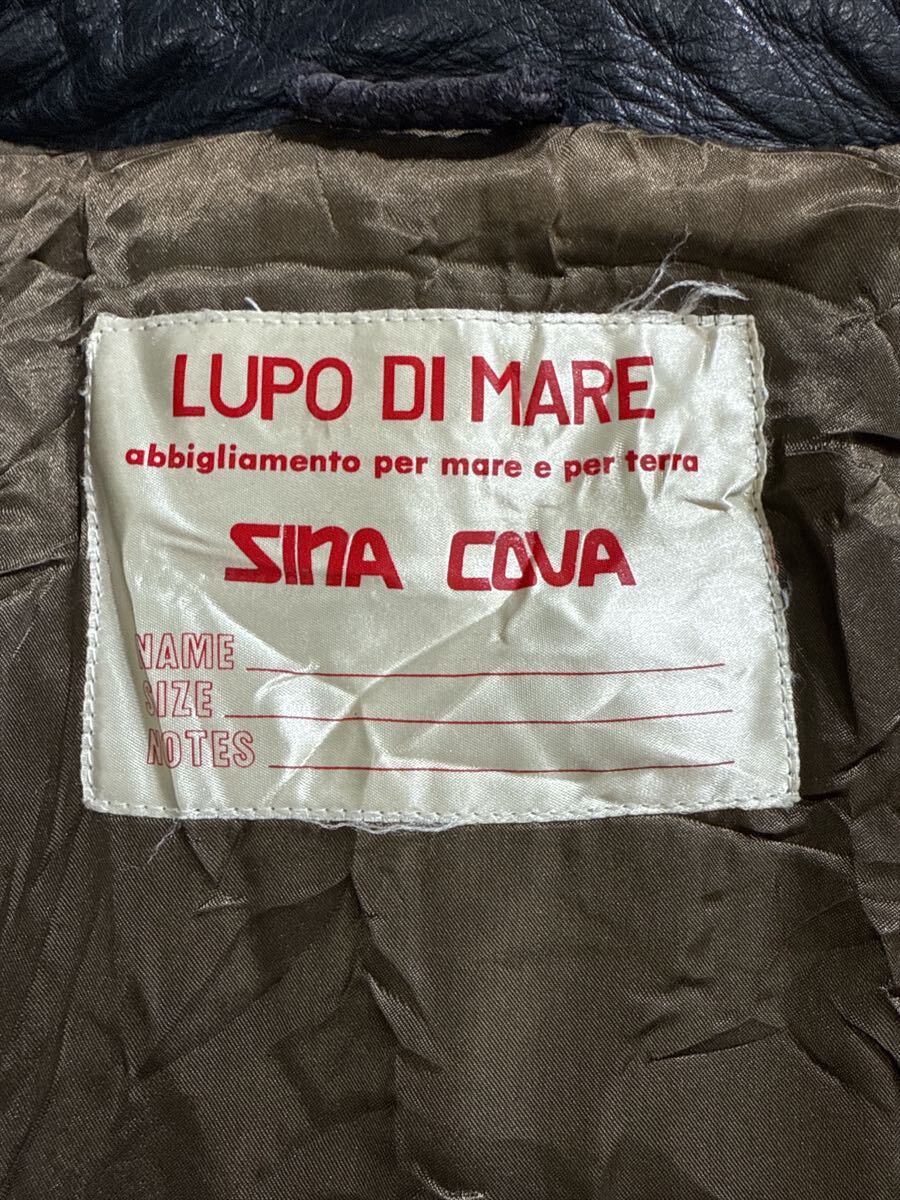 LUPO DI MARE
abbigliamento per mare e per terra
SINA COVA
NAME
SIZE
NOTES